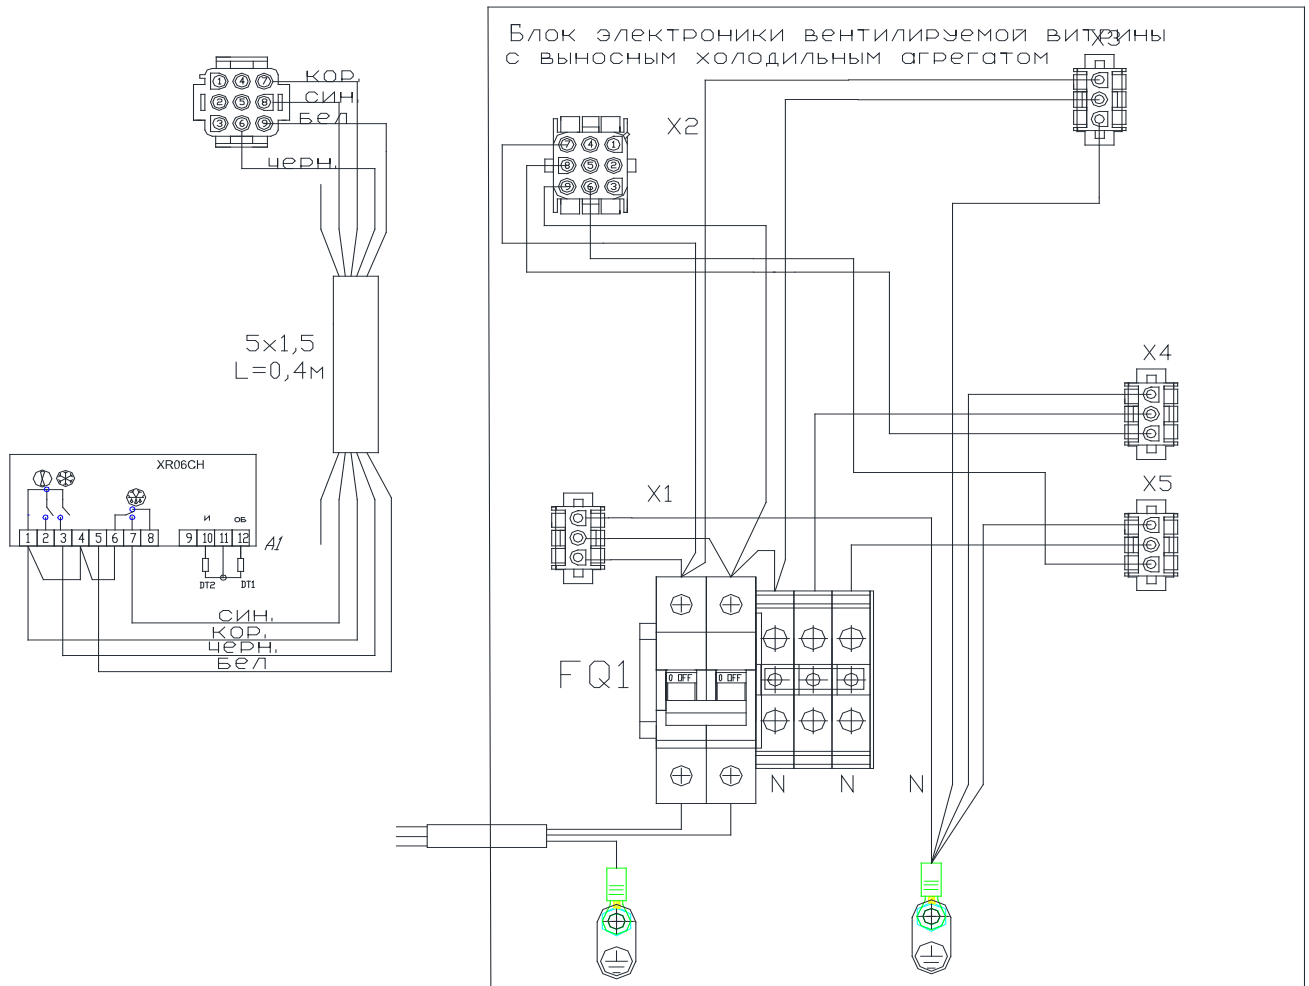 Блок электроники вентилируемой витрины
с выносным холодильным агрегатом
X3
X2
1 4 7
2 5 8
3 6 9
кор.
син.
бел
черн.
7 4 1
8 5 2
9 6 3
5x1,5
L=0,4м
X4
X5
X1
XR06CH
И ОБ
1 2 3 4 5 6 7 8 9 10 11 12
A1
DT2 DT1
син.
кор.
черн.
бел
FQ1
0 OFF 0 OFF
N N N